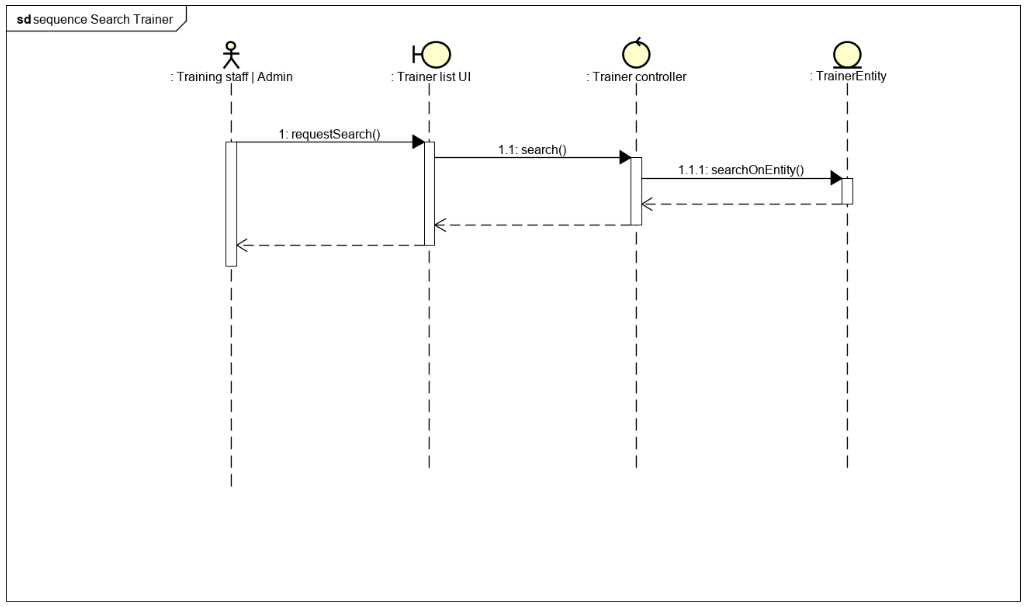 sd sequence Search Trainer
: Training staff | Admin
: Trainer list UI
: Trainer controller
: TrainerEntity
1: requestSearch()
1.1: search()
1.1.1: searchOnEntity()